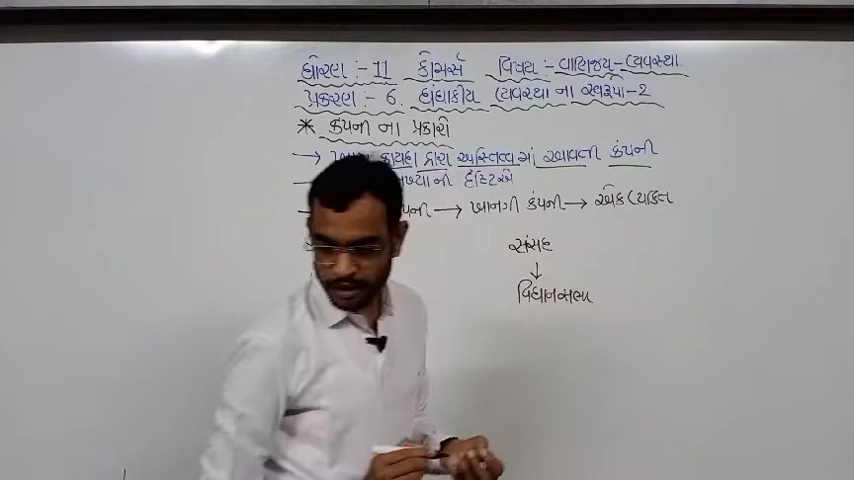 ધોરણ :- 11 કોમર્સ વિષય :- વાણિજ્ય-વ્યવસ્થા
પ્રકરણ :- 6. ધંધાકીય વ્યવસ્થા ના સ્વરૂપો-2
* કંપની ના પ્રકારો
→ કાયદા દ્વારા અસ્તિત્વ માં આવતી કંપની
દ્રષ્ટિએ
→ ખાનગી કંપની → એક વ્યક્તિ
સંસદ
↓
વિધાનસભા